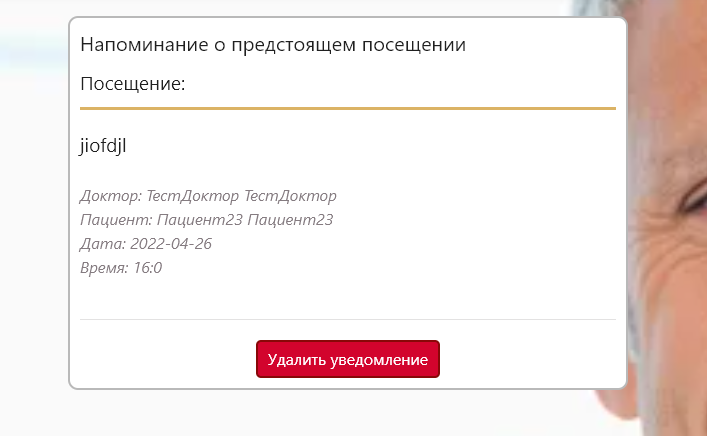 Напоминание о предстоящем посещении
Посещение:
jiofdjl
Доктор: ТестДоктор ТестДоктор
Пациент: Пациент23 Пациент23
Дата: 2022-04-26
Время: 16:0
Удалить уведомление